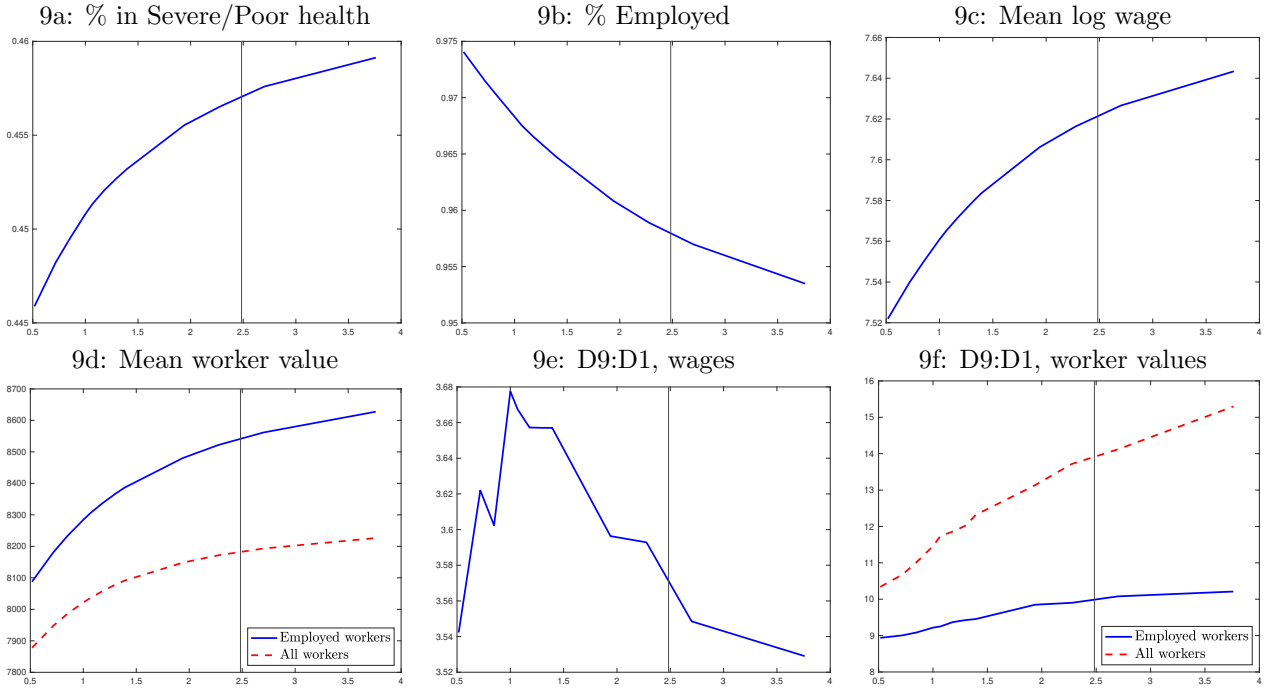 9a: % in Severe/Poor health
0.46
0.455
0.45
0.445
0.5 1 1.5 2 2.5 3 3.5 4
9b: % Employed
0.975
0.97
0.965
0.96
0.955
0.95
0.5 1 1.5 2 2.5 3 3.5 4
9c: Mean log wage
7.66
7.64
7.62
7.6
7.58
7.56
7.54
7.52
0.5 1 1.5 2 2.5 3 3.5 4
9d: Mean worker value
8700
8600
8500
8400
8300
8200
8100
8000
7900
7800
0.5 1 1.5 2 2.5 3 3.5 4
Employed workers
All workers
9e: D9:D1, wages
3.68
3.66
3.64
3.62
3.6
3.58
3.56
3.54
3.52
0.5 1 1.5 2 2.5 3 3.5 4
9f: D9:D1, worker values
16
15
14
13
12
11
10
9
8
0.5 1 1.5 2 2.5 3 3.5 4
Employed workers
All workers